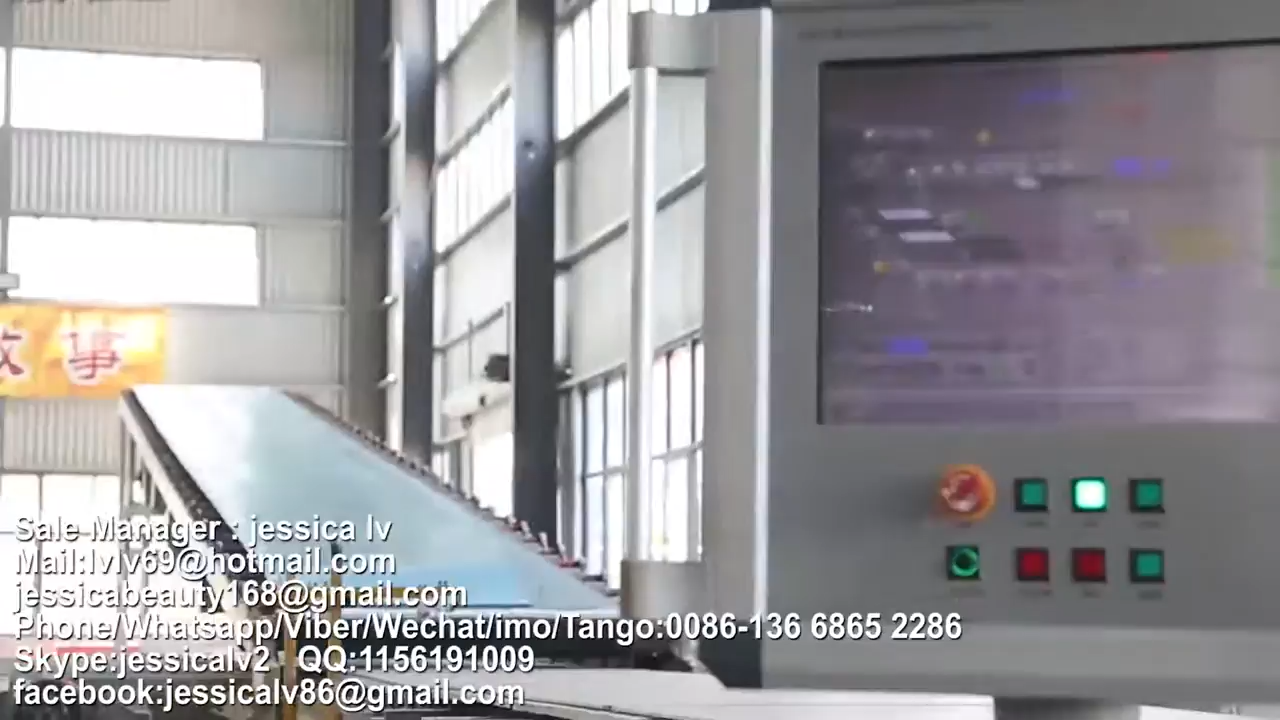 事
Sale Manager : jessica lv
Mail:lvlv69@hotmail.com
jessicabeauty168@gmail.com
Phone/Whatsapp/Viber/Wechat/imo/Tango:0086-136 6865 2286
Skype:jessicalv2 QQ:1156191009
facebook:jessicalv86@gmail.com